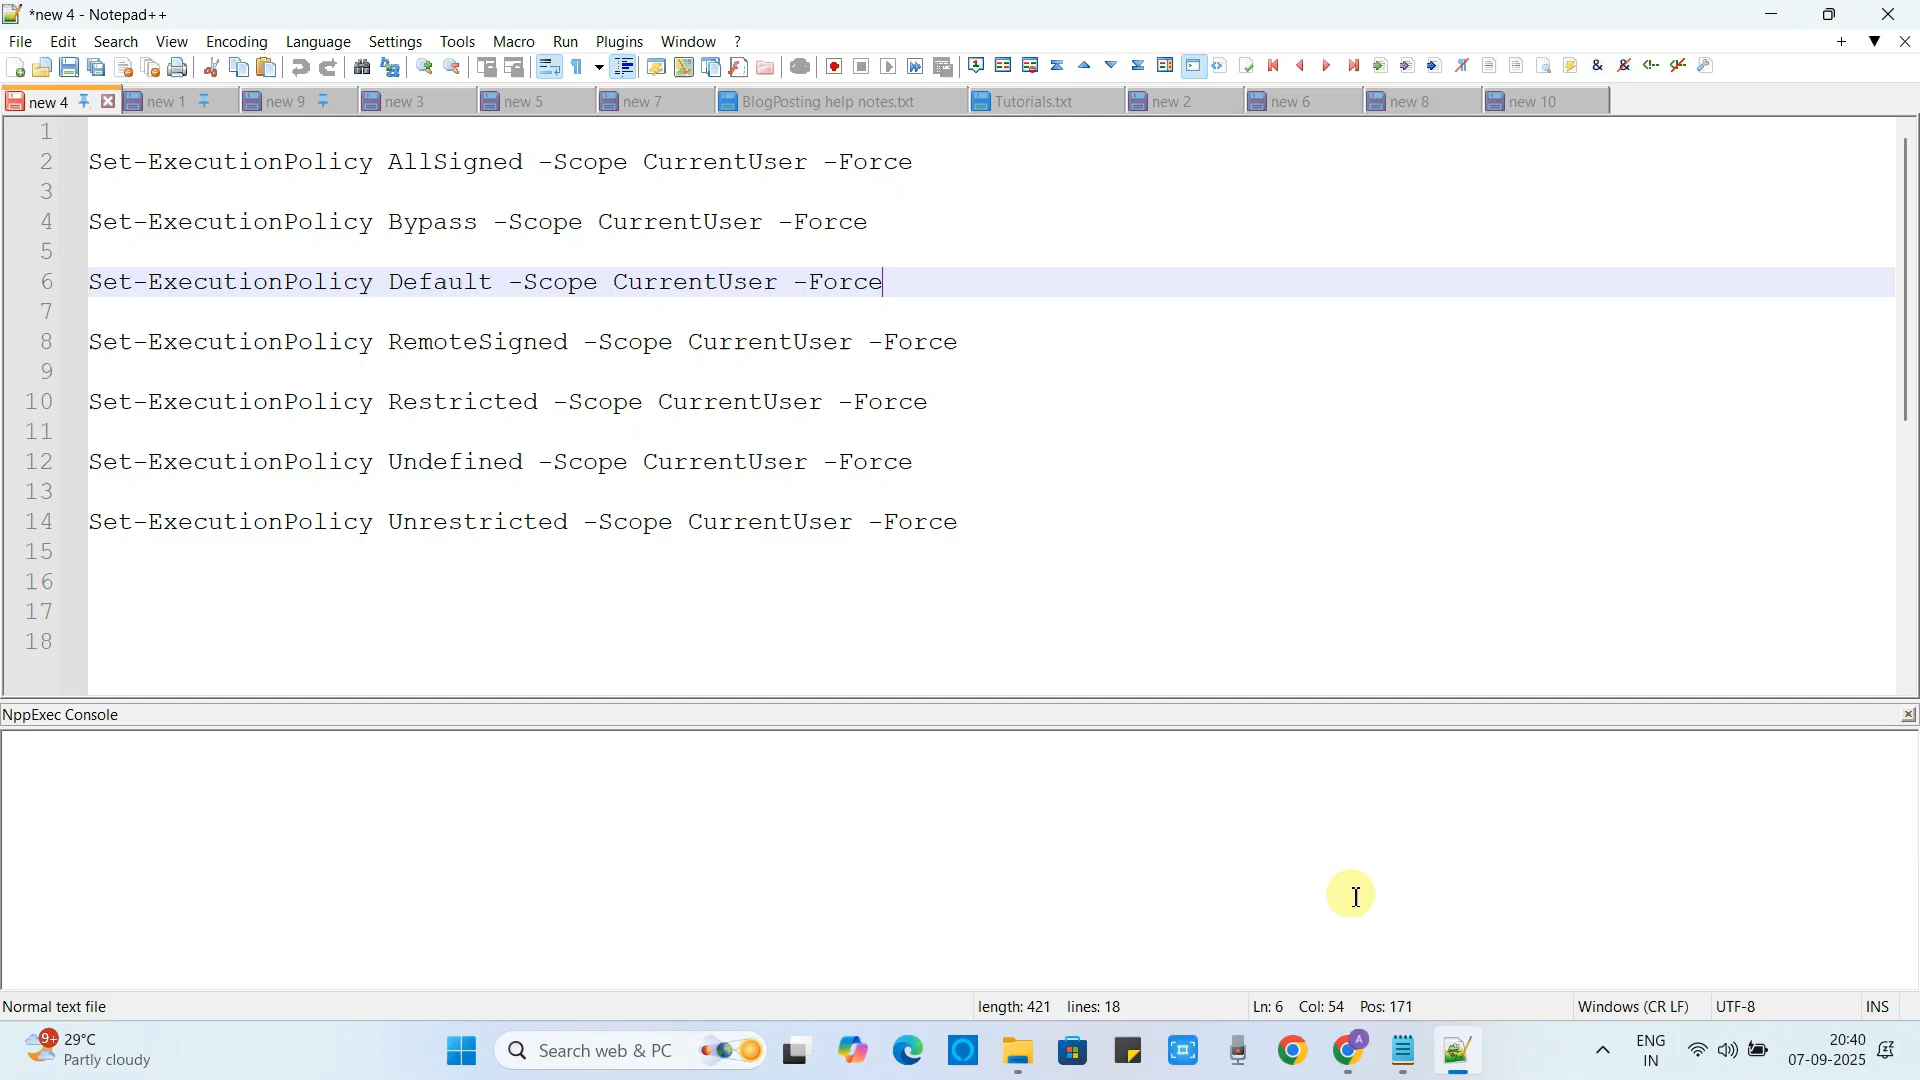 *new 4 - Notepad++
File Edit Search View Encoding Language Settings Tools Macro Run Plugins Window ?
new 4 new 1 new 9 new 3 new 5 new 7 BlogPosting help notes.txt Tutorials.txt new 2 new 6 new 8 new 10
1
2 Set-ExecutionPolicy AllSigned -Scope CurrentUser -Force
3
4 Set-ExecutionPolicy Bypass -Scope CurrentUser -Force
5
6 Set-ExecutionPolicy Default -Scope CurrentUser -Force
7
8 Set-ExecutionPolicy RemoteSigned -Scope CurrentUser -Force
9
10 Set-ExecutionPolicy Restricted -Scope CurrentUser -Force
11
12 Set-ExecutionPolicy Undefined -Scope CurrentUser -Force
13
14 Set-ExecutionPolicy Unrestricted -Scope CurrentUser -Force
15
16
17
18
NppExec Console
Normal text file length: 421 lines: 18 Ln: 6 Col: 54 Pos: 171 Windows (CR LF) UTF-8 INS
9+ 29°C
Partly cloudy
Search web & PC
A
ENG
IN
20:40
07-09-2025